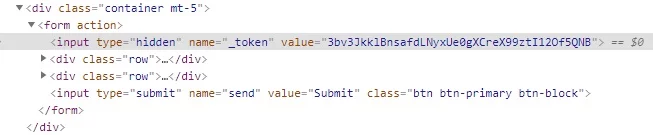 ▼<div class="container mt-5">
▼<form action>
<input type="hidden" name="_token" value="3bv3JkklBnsafdLNyxUe0gXCreX99ztI12Of5QNB"> == $0
▶<div class="row">…</div>
▶<div class="row">…</div>
<input type="submit" name="send" value="Submit" class="btn btn-primary btn-block">
</form>
</div>